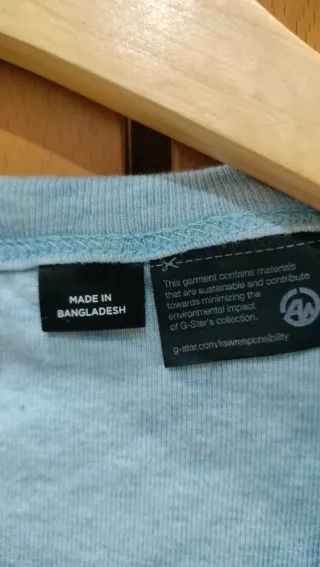 MADE IN
BANGLADESH
This garment contains materials
that are sustainable and contribute
towards minimizing the
environmental impact
of G-Star's collection.
g-star.com/rawresponsibility